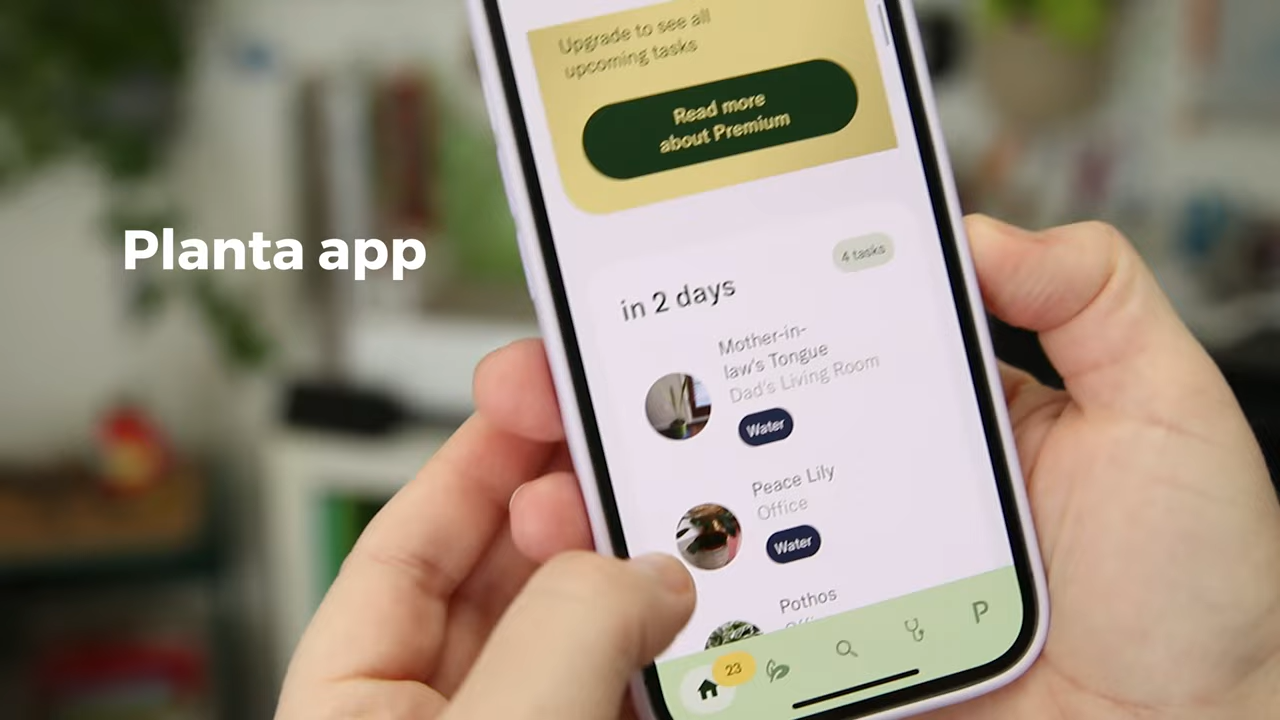 Upgrade to see all
upcoming tasks
Read more
about Premium
Planta app
4 tasks
in 2 days
Mother-in-
law's Tongue
Dad's Living Room
Water
Peace Lily
Office
Water
Pothos
23
P